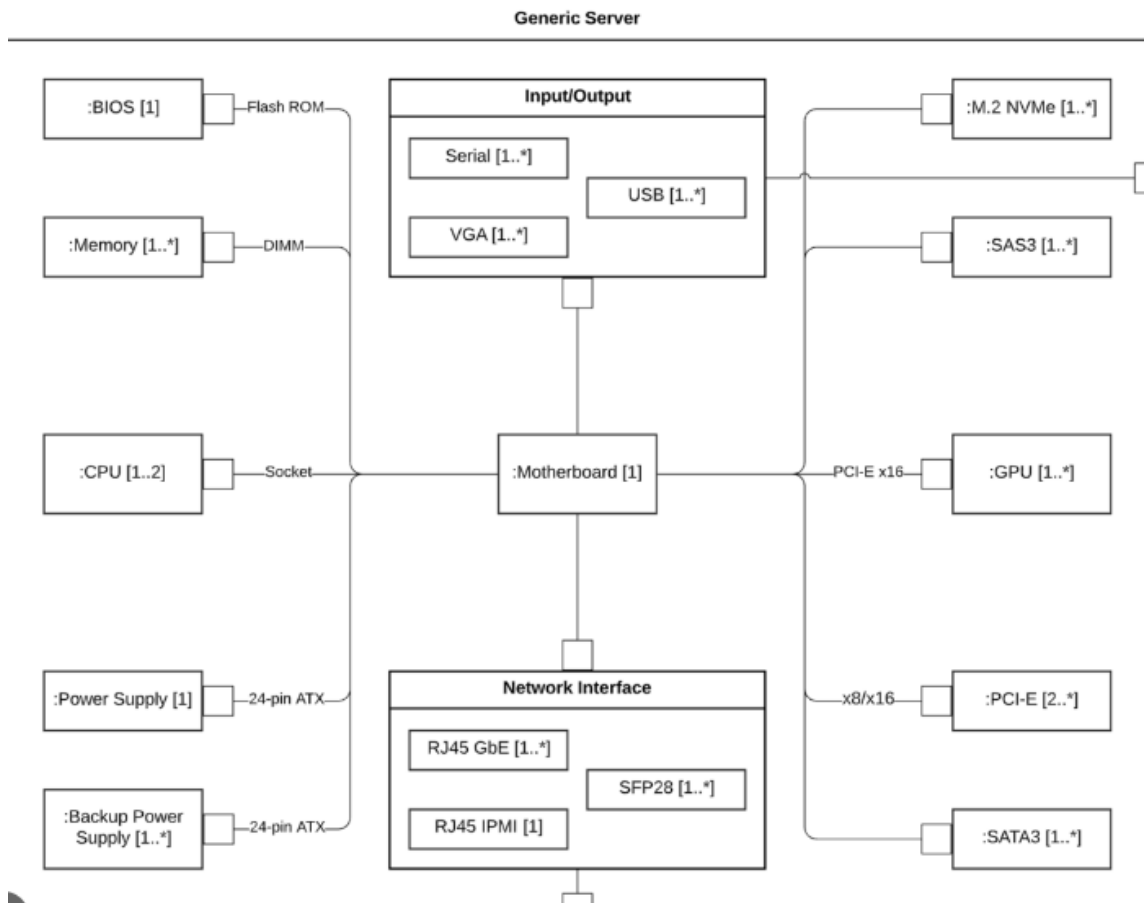 Generic Server
:BIOS [1]
Flash ROM
Input/Output
:M.2 NVMe [1..*]
Serial [1..*]
USB [1..*]
VGA [1..*]
:Memory [1..*]
DIMM
:SAS3 [1..*]
:CPU [1..2]
Socket
:Motherboard [1]
PCI-E x16
:GPU [1..*]
:Power Supply [1]
24-pin ATX
Network Interface
x8/x16
:PCI-E [2..*]
RJ45 GbE [1..*]
SFP28 [1..*]
RJ45 IPMI [1]
:Backup Power
Supply [1..*]
24-pin ATX
:SATA3 [1..*]